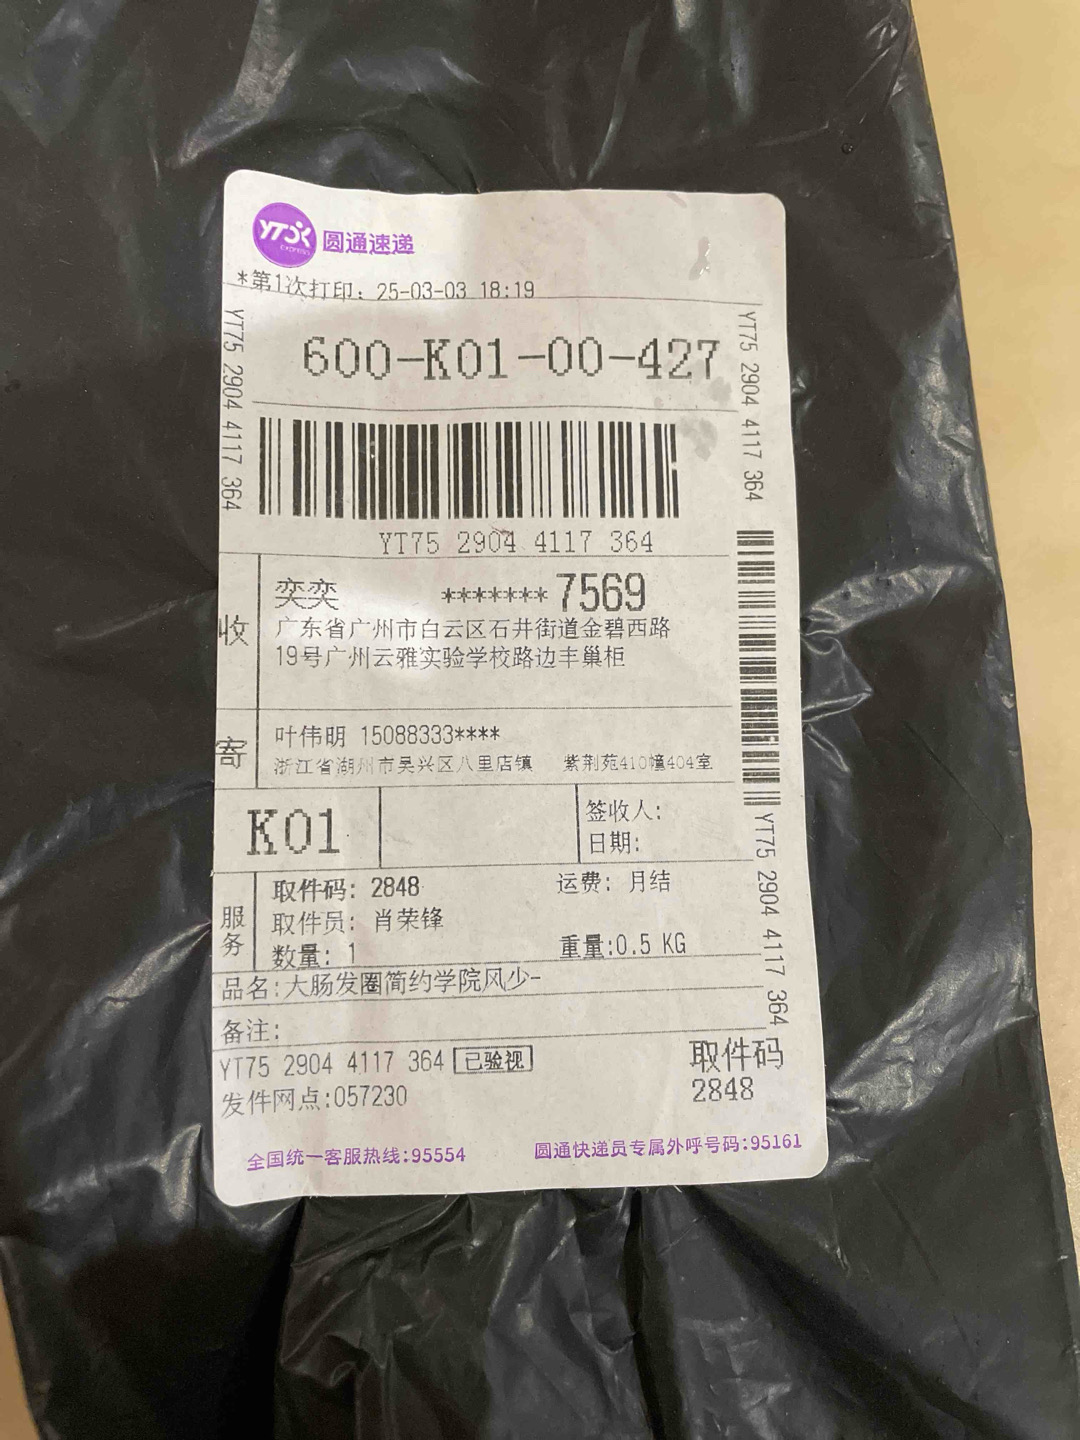 YTO
EXPRESS
圆通速递
*第1次打印: 25-03-03 18:19
600-K01-00-427
YT75 2904 4117 364
YT75 2904 4117 364
YT75 2904 4117 364
收
奕奕 *******7569
广东省广州市白云区石井街道金碧西路
19号广州云雅实验学校路边丰巢柜
寄
叶伟明 15088333****
浙江省湖州市吴兴区八里店镇 紫荆苑410幢404室
K01
签收人:
日期:
YT75 2904 4117 364
服务
取件码: 2848
运费: 月结
取件员: 肖荣锋
数量: 1
重量:0.5 KG
品名:大肠发圈简约学院风少-
备注:
YT75 2904 4117 364 已验视
取件码
2848
发件网点:057230
全国统一客服热线:95554
圆通快递员专属外呼号码:95161